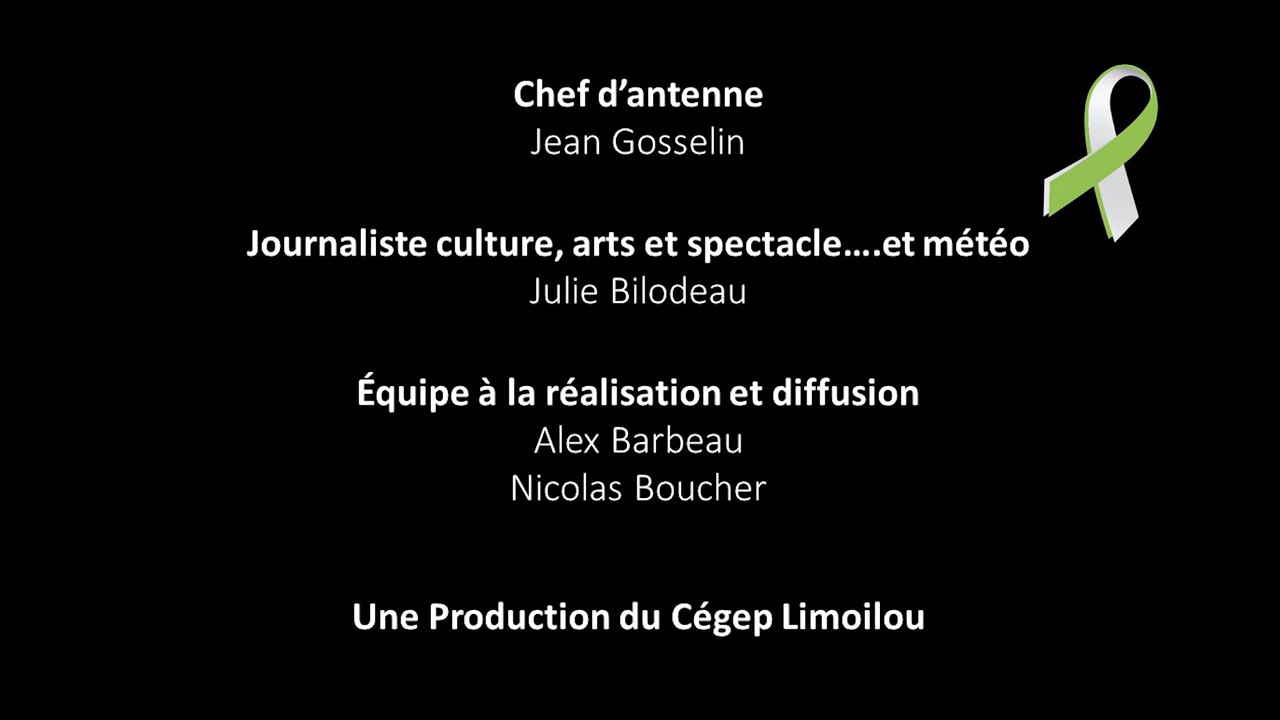 Chef d’antenne
Jean Gosselin
Journaliste culture, arts et spectacle….et météo
Julie Bilodeau
Équipe à la réalisation et diffusion
Alex Barbeau
Nicolas Boucher
Une Production du Cégep Limoilou